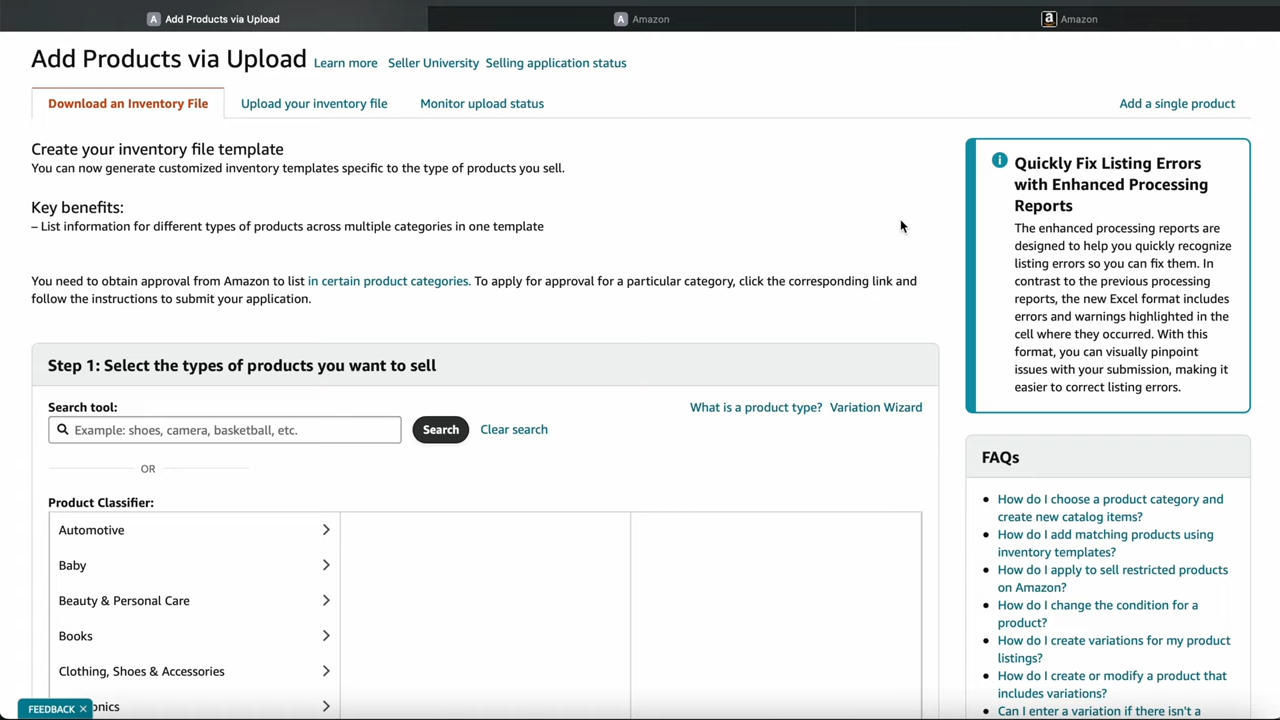 Add Products via Upload
Amazon
Amazon
Add Products via Upload Learn more Seller University Selling application status
Download an Inventory File Upload your inventory file Monitor upload status Add a single product
Create your inventory file template
You can now generate customized inventory templates specific to the type of products you sell.
Key benefits:
– List information for different types of products across multiple categories in one template
You need to obtain approval from Amazon to list in certain product categories. To apply for approval for a particular category, click the corresponding link and
follow the instructions to submit your application.
Step 1: Select the types of products you want to sell
Search tool:
What is a product type? Variation Wizard
Example: shoes, camera, basketball, etc.
Search
Clear search
OR
Product Classifier:
Automotive
Baby
Beauty & Personal Care
Books
Clothing, Shoes & Accessories
onics
FEEDBACK
Quickly Fix Listing Errors
with Enhanced Processing
Reports
The enhanced processing reports are
designed to help you quickly recognize
listing errors so you can fix them. In
contrast to the previous processing
reports, the new Excel format includes
errors and warnings highlighted in the
cell where they occurred. With this
format, you can visually pinpoint
issues with your submission, making it
easier to correct listing errors.
FAQs
How do I choose a product category and
create new catalog items?
How do I add matching products using
inventory templates?
How do I apply to sell restricted products
on Amazon?
How do I change the condition for a
product?
How do I create variations for my product
listings?
How do I create or modify a product that
includes variations?
Can I enter a variation if there isn't a